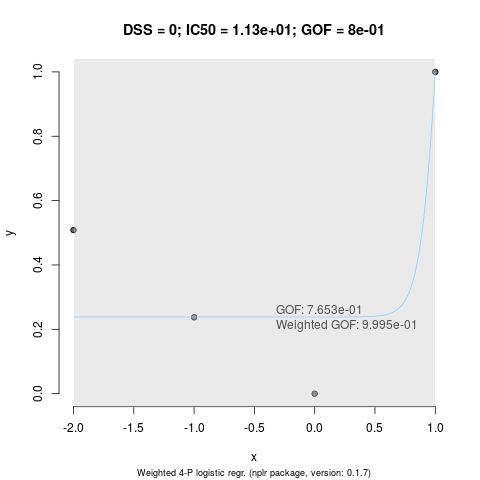 DSS = 0; IC50 = 1.13e+01; GOF = 8e-01
1.0
0.8
0.6
0.4
0.2
0.0
y
GOF: 7.653e-01
Weighted GOF: 9.995e-01
-2.0 -1.5 -1.0 -0.5 0.0 0.5 1.0
x
Weighted 4-P logistic regr. (nplr package, version: 0.1.7)